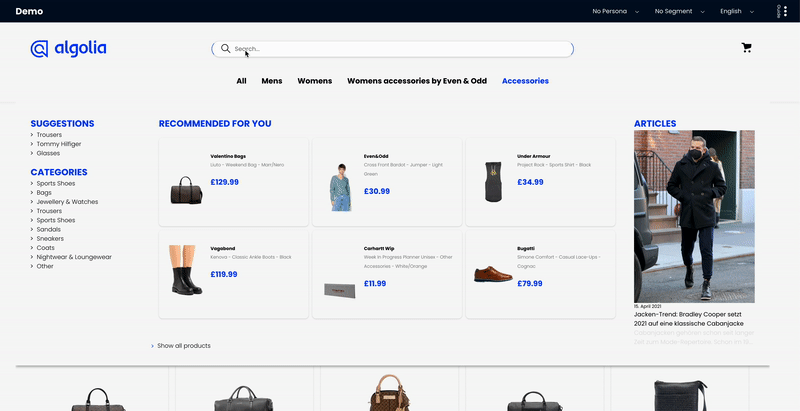 Demo
No Persona
No Segment
English
Guide
algolia
Search...
All
Mens
Womens
Womens accessories by Even & Odd
Accessories
SUGGESTIONS
Trousers
Tommy Hilfiger
Glasses
CATEGORIES
Sports Shoes
Bags
Jewellery & Watches
Trousers
Sports Shoes
Sandals
Sneakers
Coats
Nightwear & Loungewear
Other
RECOMMENDED FOR YOU
Valentino Bags
Liuto - Weekend Bag - Marr/Nero
£129.99
Even&Odd
Cross Front Bardot - Jumper - Light
Green
£30.99
Under Armour
Project Rock - Sports Shirt - Black
£34.99
Vagabond
Kenova - Classic Ankle Boots - Black
£119.99
Carhartt Wip
Week In Progress Planner Unisex - Other
Accessories - White/Orange
£11.99
Bugatti
Simone Comfort - Casual Lace-Ups -
Cognac
£79.99
Show all products
ARTICLES
15. April 2021
Jacken-Trend: Bradley Cooper setzt
2021 auf eine klassische Cabanjacke